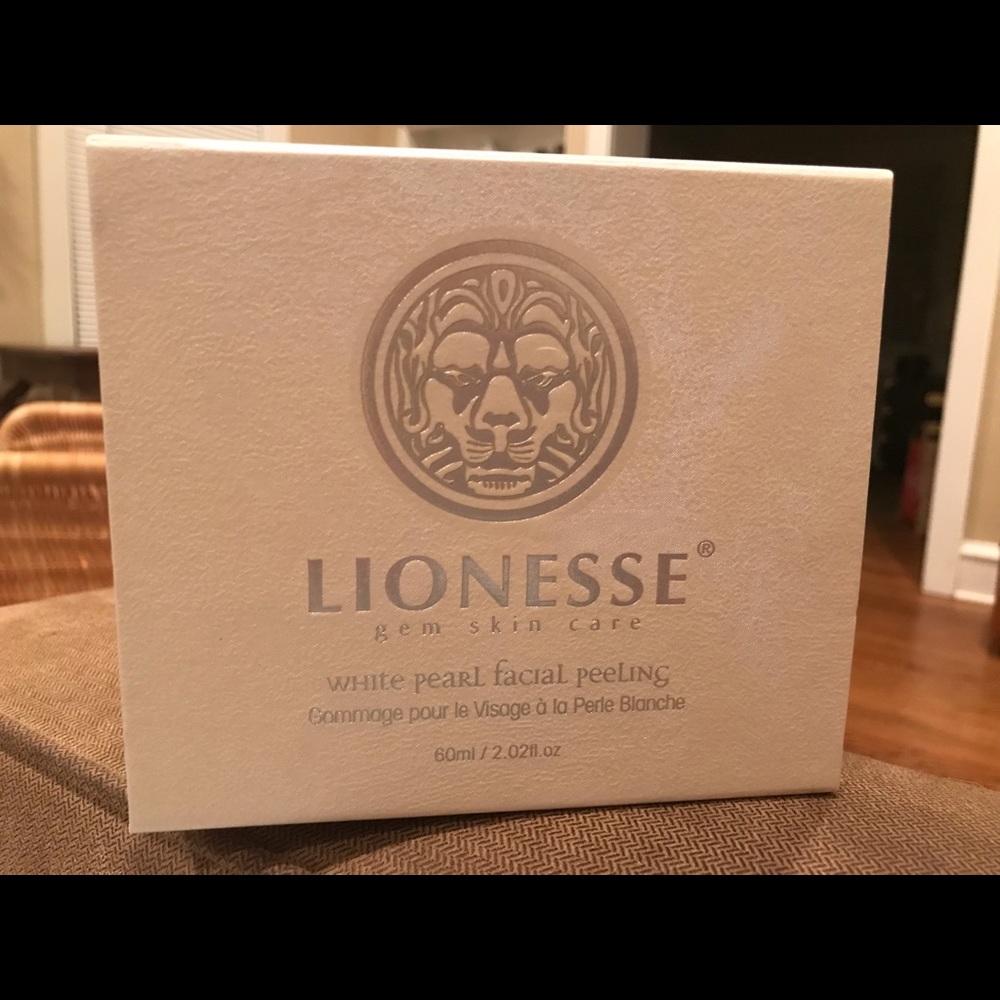 LIONESSE®
gem skin care
WHITE PEARL FACIAL PEELING
Gommage pour le Visage à la Perle Blanche
60ml / 2.02fl.oz